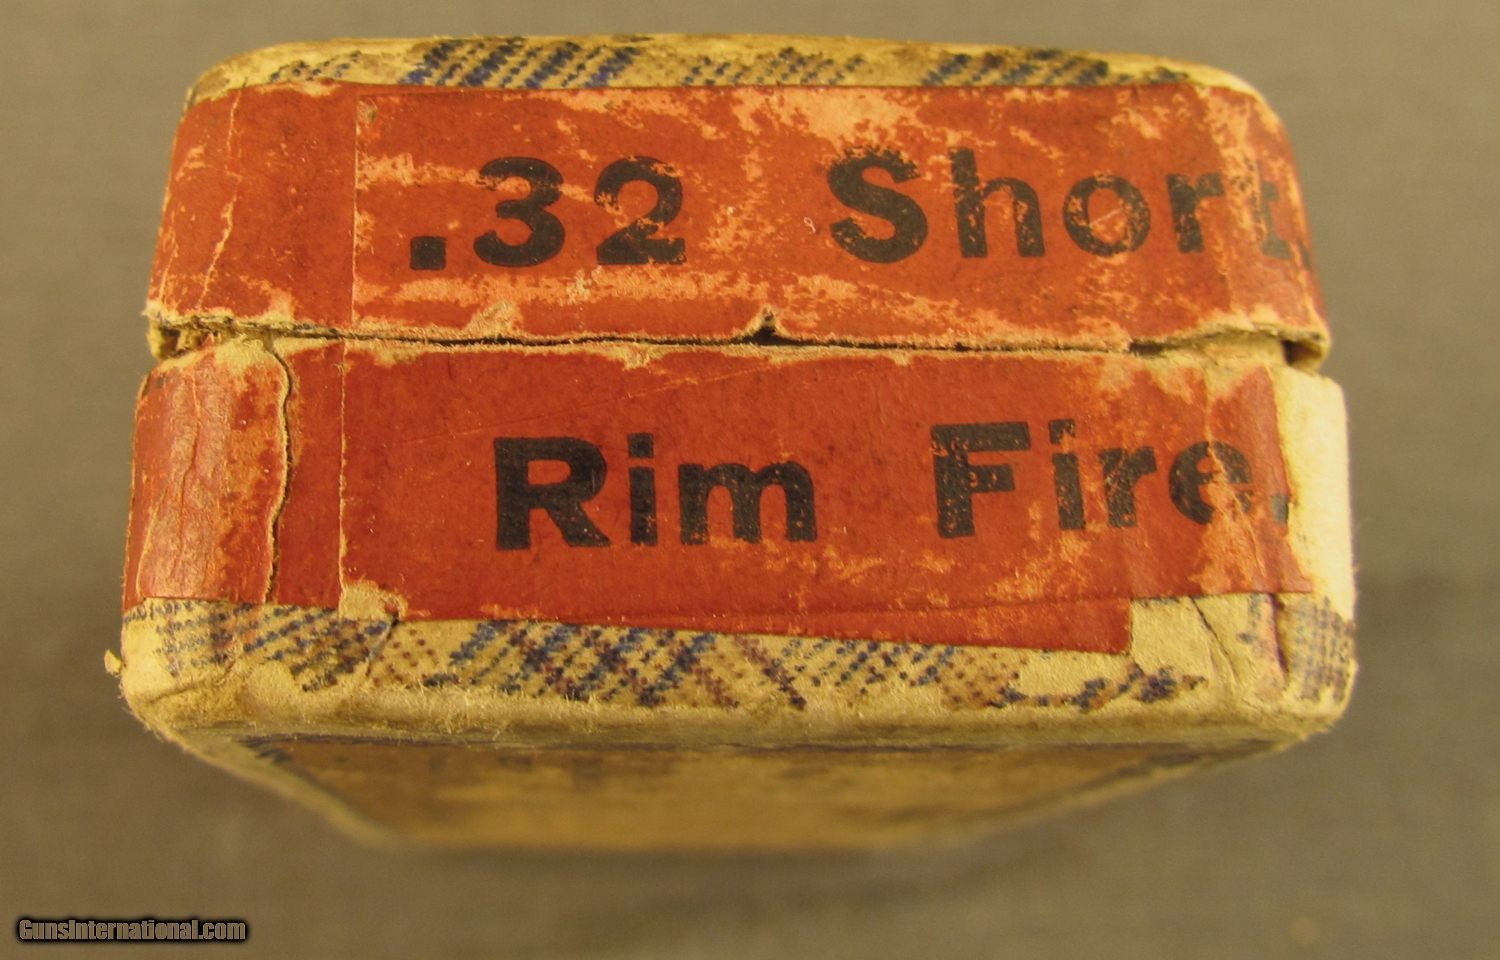 .32 Short.
Rim Fire.
GunsInternational.com